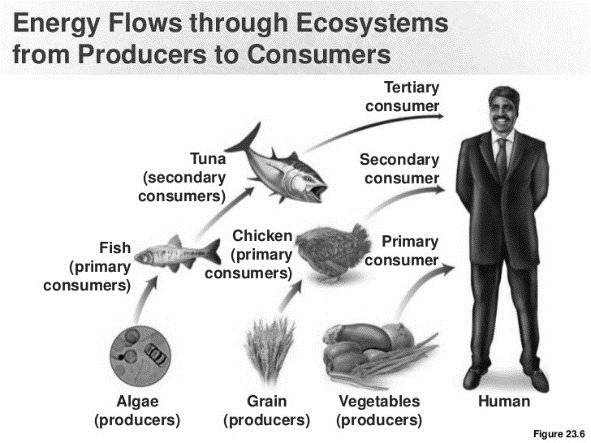 Energy Flows through Ecosystems
from Producers to Consumers
Tertiary
consumer
Tuna
(secondary
consumers)
Secondary
consumer
Fish
(primary
consumers)
Chicken
(primary
consumers)
Primary
consumer
Algae
(producers)
Grain
(producers)
Vegetables
(producers)
Human
Figure 23.6